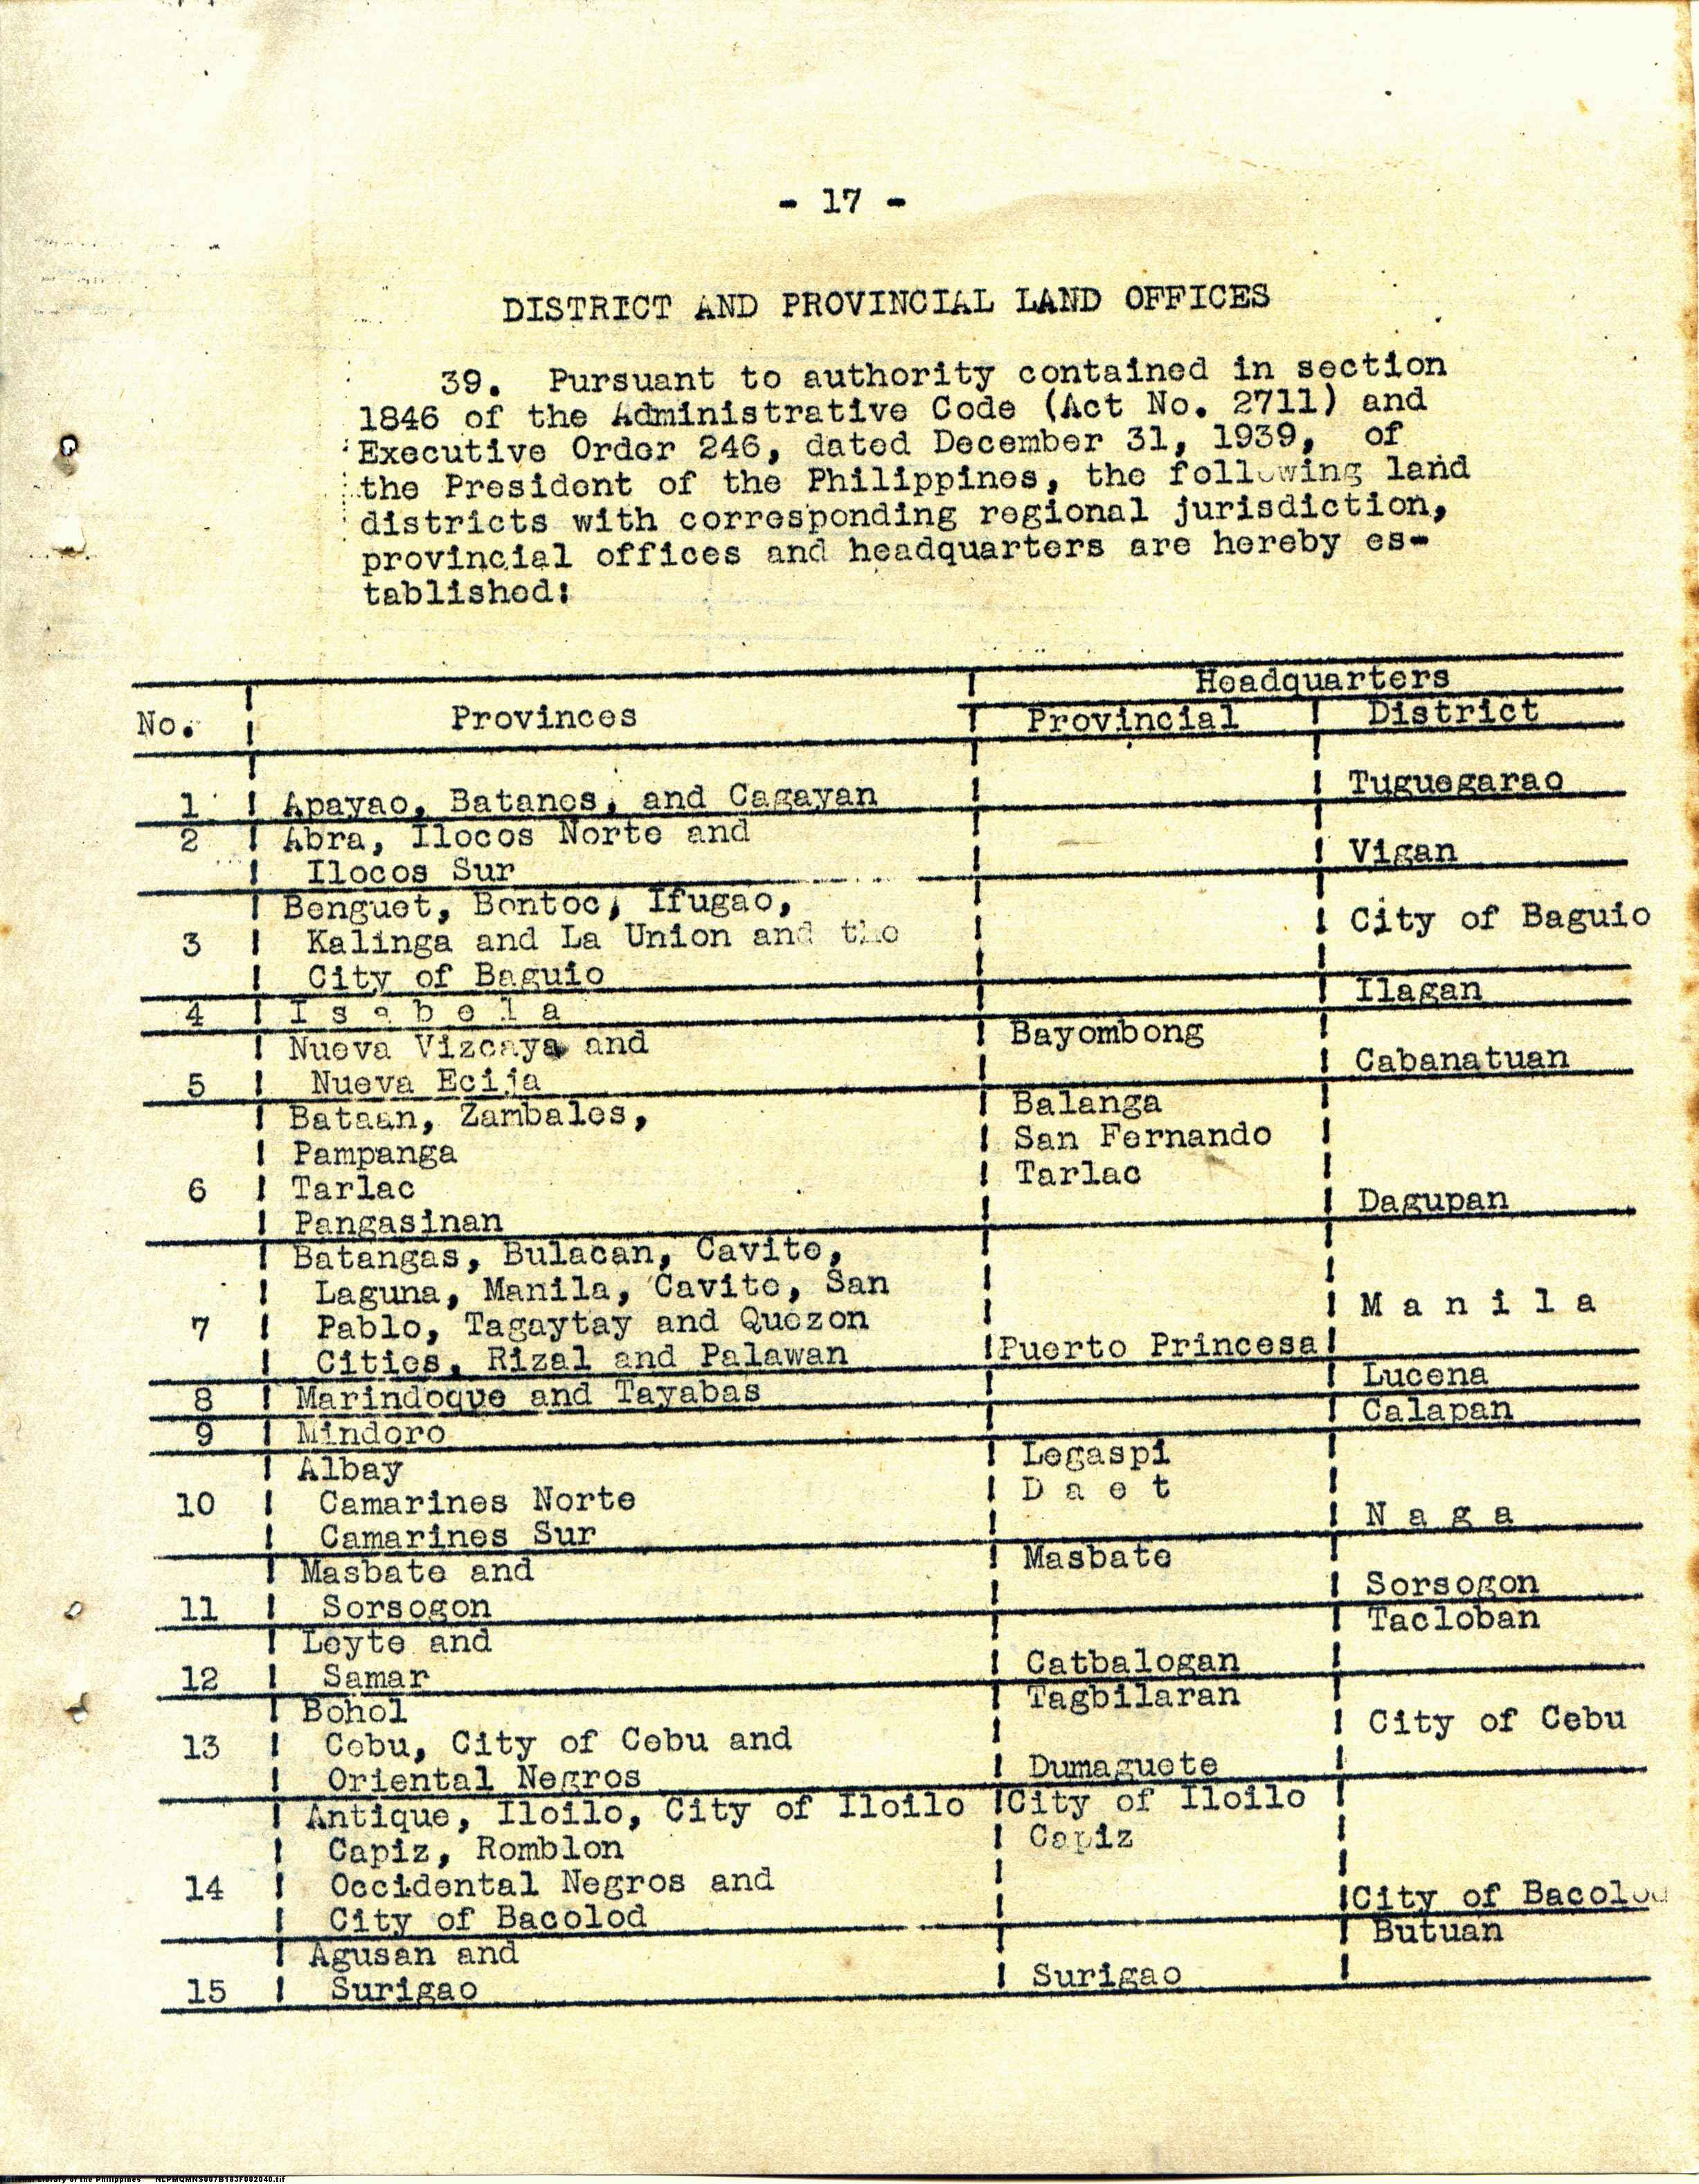 - 17 -
DISTRICT AND PROVINCIAL LAND OFFICES
39. Pursuant to authority contained in section
1846 of the Administrative Code (Act No. 2711) and
Executive Order 246, dated December 31, 1939, of
the President of the Philippines, the following land
districts with corresponding regional jurisdiction,
provincial offices and headquarters are hereby es-
tablished:
Headquarters
No. Provinces Provincial District
1 Apayao, Batanes, and Cagayan Tuguegarao
2 Abra, Ilocos Norte and
Ilocos Sur Vigan
Benguet, Bontoc, Ifugao,
3 Kalinga and La Union and the City of Baguio
City of Baguio
4 I s a b e l a Ilagan
Nueva Vizcaya and Bayombong
5 Nueva Ecija Cabanatuan
Bataan, Zambales, Balanga
Pampanga San Fernando
6 Tarlac Tarlac
Pangasinan Dagupan
Batangas, Bulacan, Cavite,
Laguna, Manila, Cavite, San
7 Pablo, Tagaytay and Quezon M a n i l a
Cities, Rizal and Palawan Puerto Princesa
8 Marinduque and Tayabas Lucena
9 Mindoro Calapan
Albay Legaspi
10 Camarines Norte D a e t
Camarines Sur N a g a
Masbate and Masbate
11 Sorsogon Sorsogon
Leyte and Tacloban
12 Samar Catbalogan
Bohol Tagbilaran
13 Cebu, City of Cebu and City of Cebu
Oriental Negros Dumaguete
Antique, Iloilo, City of Iloilo City of Iloilo
Capiz, Romblon Capiz
14 Occidental Negros and
City of Bacolod City of Bacolod
Agusan and Butuan
15 Surigao Surigao